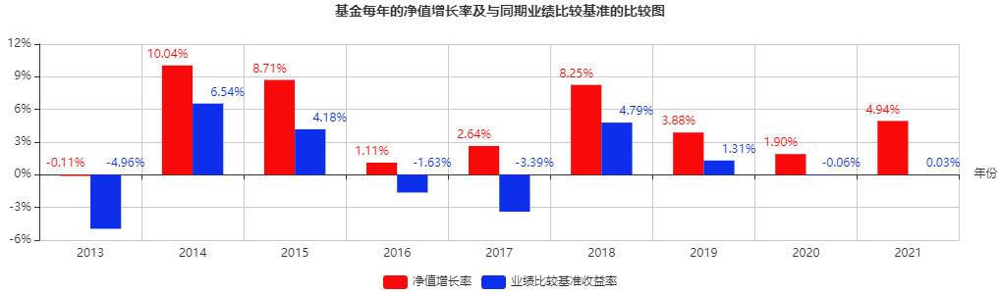 基金每年的净值增长率及与同期业绩比较基准的比较图
12%
9%
6%
3%
0%
-3%
-6%
-0.11% -4.96% 10.04% 6.54% 8.71% 4.18% 1.11% -1.63% 2.64% -3.39% 8.25% 4.79% 3.88% 1.31% 1.90% -0.06% 4.94% 0.03%
年份
2013 2014 2015 2016 2017 2018 2019 2020 2021
净值增长率 业绩比较基准收益率